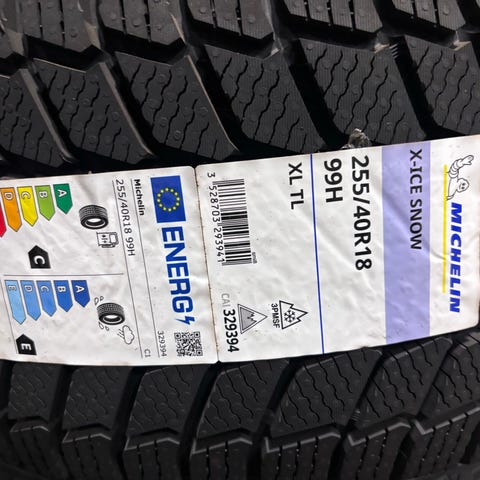 MICHELIN
X-ICE SNOW
255/40R18
99H
XL TL
3PMSF
CAI 329394
3 528703 293941
ENERG
Michelin
329394
255/40R18 99H
C1
A
B
C
D
C
A
B
C
D
E
E